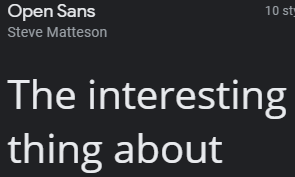 Open Sans
10 sty
Steve Matteson
The interesting
thing about